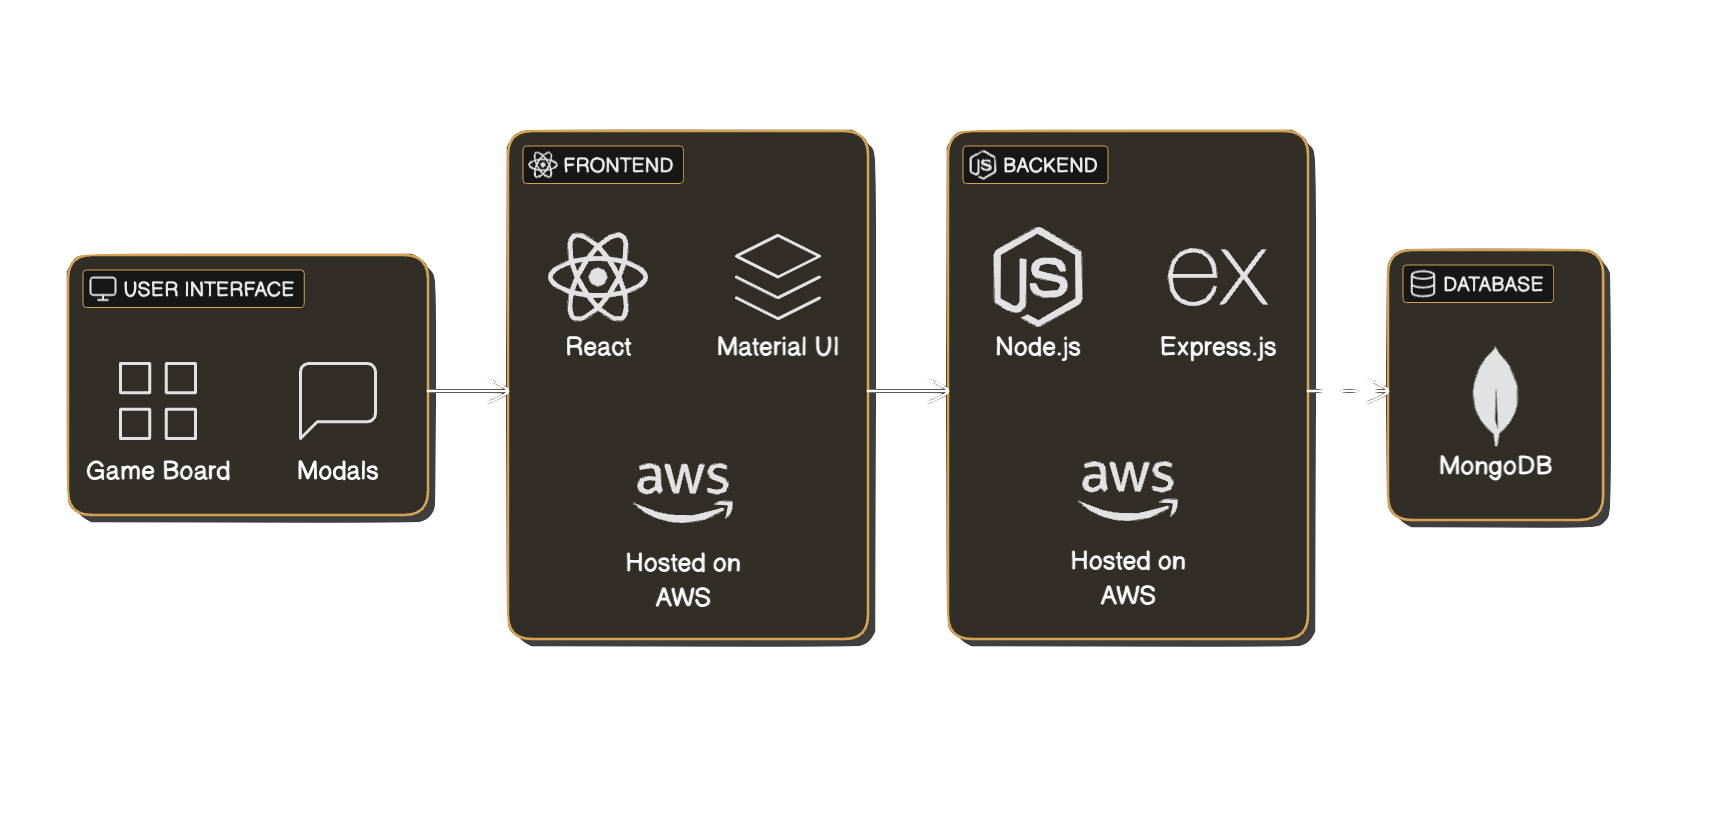 USER INTERFACE
Game Board
Modals
FRONTEND
React
Material UI
aws
Hosted on
AWS
BACKEND
JS
Node.js
ex
Express.js
aws
Hosted on
AWS
DATABASE
MongoDB